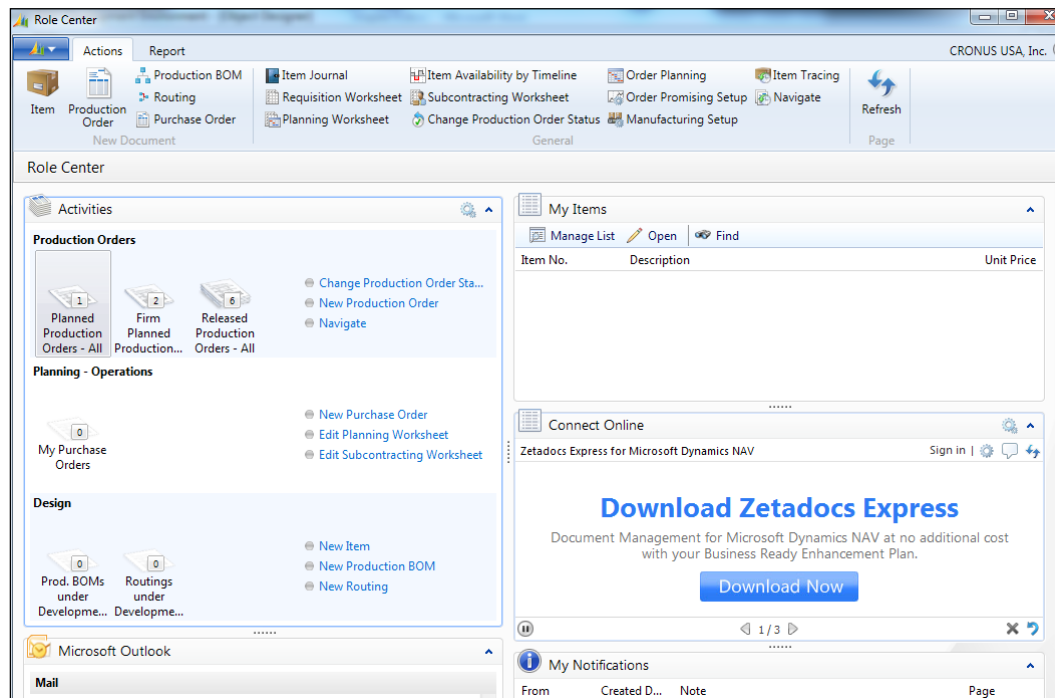 Role Center
Actions Report CRONUS USA, Inc.
Item
Production Order
Production BOM
Routing
Purchase Order
New Document
Item Journal
Requisition Worksheet
Planning Worksheet
Item Availability by Timeline
Subcontracting Worksheet
Change Production Order Status
Order Planning
Order Promising Setup
Manufacturing Setup
Item Tracing
Navigate
General
Refresh
Page
Role Center
Activities
Production Orders
1
Planned
Production
Orders - All
2
Firm
Planned
Production...
6
Released
Production
Orders - All
Change Production Order Sta...
New Production Order
Navigate
Planning - Operations
0
My Purchase
Orders
New Purchase Order
Edit Planning Worksheet
Edit Subcontracting Worksheet
Design
0
Prod. BOMs
under
Developme...
0
Routings
under
Developme...
New Item
New Production BOM
New Routing
Microsoft Outlook
Mail
My Items
Manage List Open Find
Item No. Description Unit Price
Connect Online
Zetadocs Express for Microsoft Dynamics NAV Sign in |
Download Zetadocs Express
Document Management for Microsoft Dynamics NAV at no additional cost
with your Business Ready Enhancement Plan.
Download Now
1 / 3
My Notifications
From Created D... Note Page